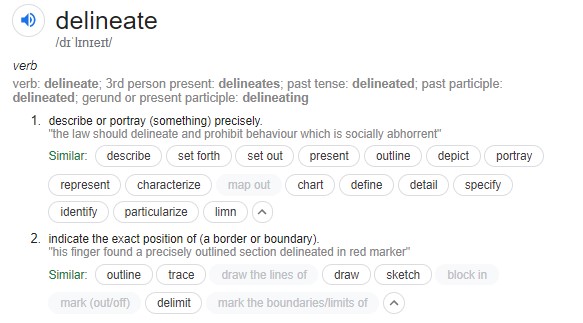 delineate
/dɪˈlɪnɪeɪt/
verb
verb: delineate; 3rd person present: delineates; past tense: delineated; past participle:
delineated; gerund or present participle: delineating
1. describe or portray (something) precisely.
"the law should delineate and prohibit behaviour which is socially abhorrent"
Similar: describe set forth set out present outline depict portray
represent characterize map out chart define detail specify
identify particularize limn
2. indicate the exact position of (a border or boundary).
"his finger found a precisely outlined section delineated in red marker"
Similar: outline trace draw the lines of draw sketch block in
mark (out/off) delimit mark the boundaries/limits of